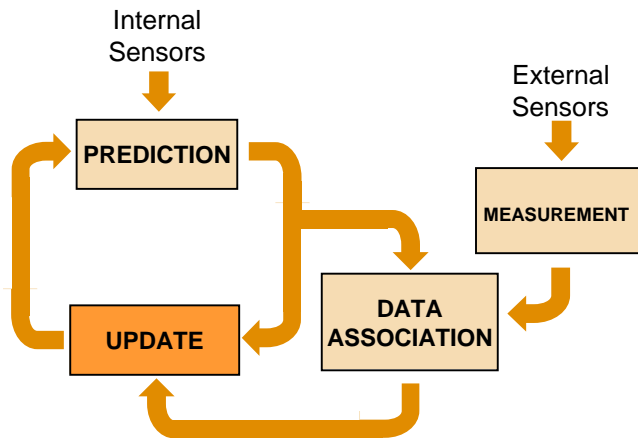 Internal
Sensors
External
Sensors
PREDICTION
MEASUREMENT
DATA
ASSOCIATION
UPDATE